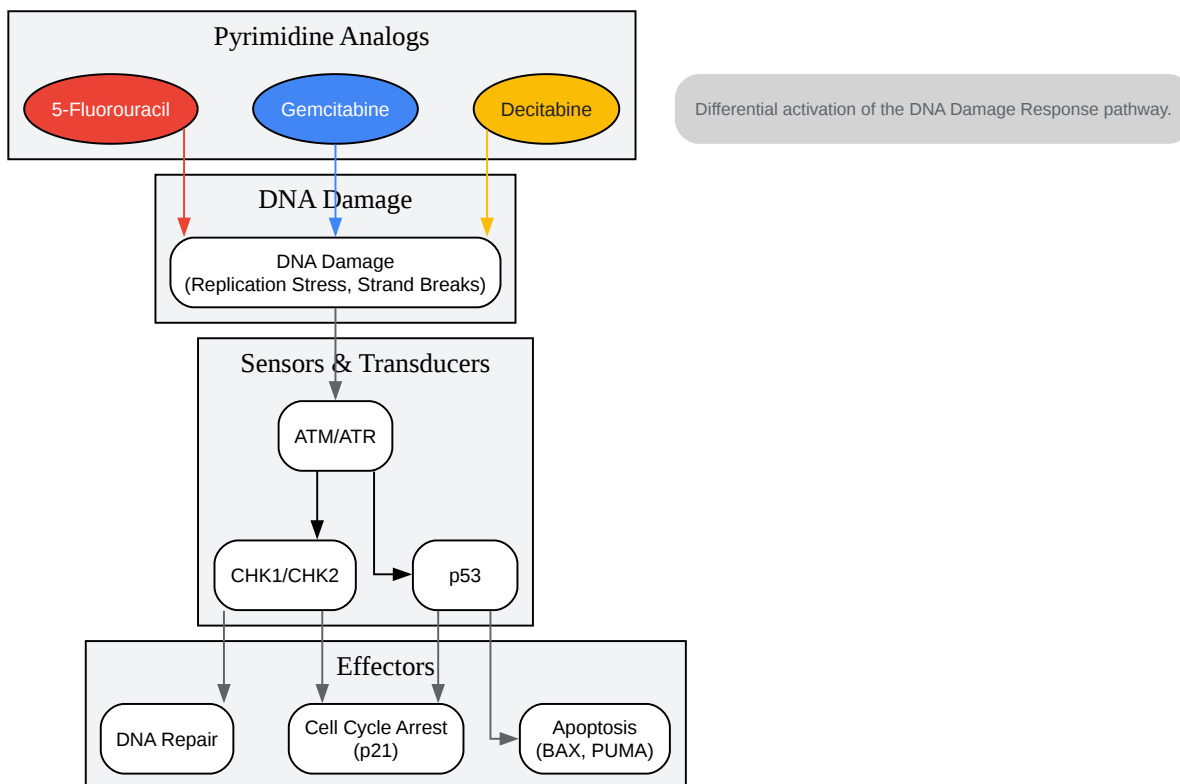 Pyrimidine Analogs
5-Fluorouracil
Gemcitabine
Decitabine
Differential activation of the DNA Damage Response pathway.
DNA Damage
DNA Damage
(Replication Stress, Strand Breaks)
Sensors & Transducers
ATM/ATR
CHK1/CHK2
p53
Effectors
DNA Repair
Cell Cycle Arrest
(p21)
Apoptosis
(BAX, PUMA)